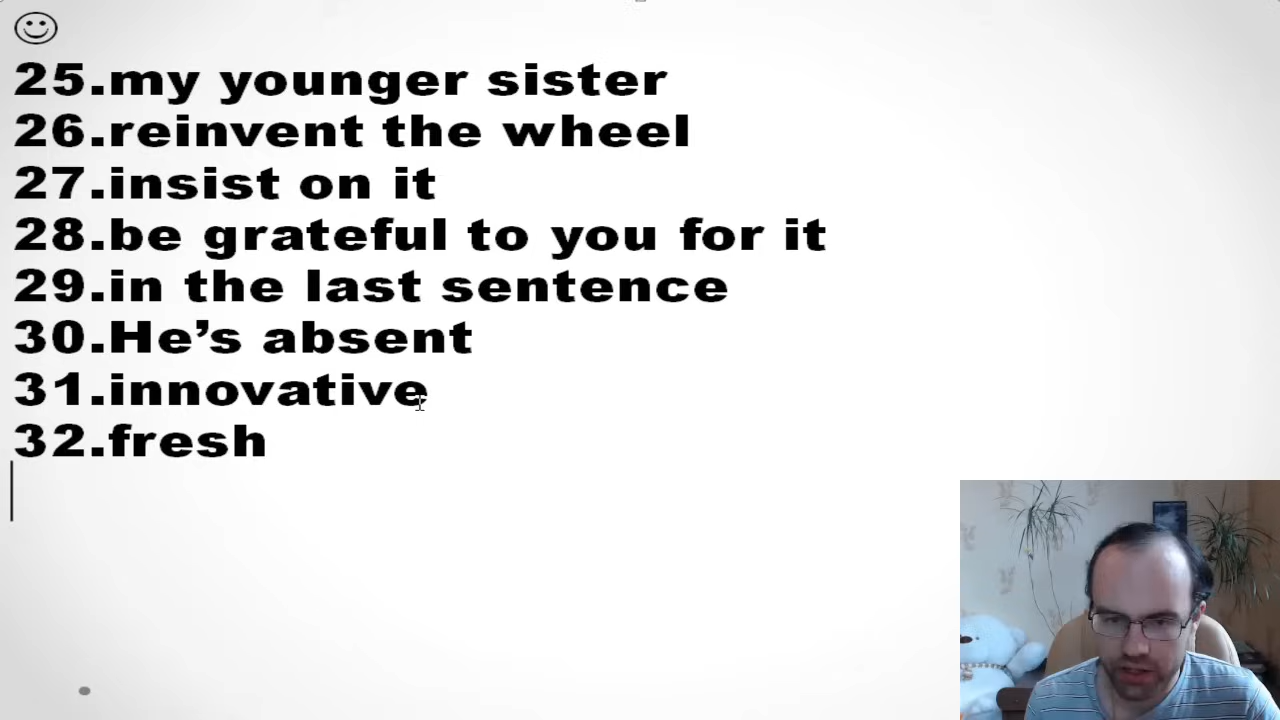 25.my younger sister
26.reinvent the wheel
27.insist on it
28.be grateful to you for it
29.in the last sentence
30.He’s absent
31.innovative
32.fresh